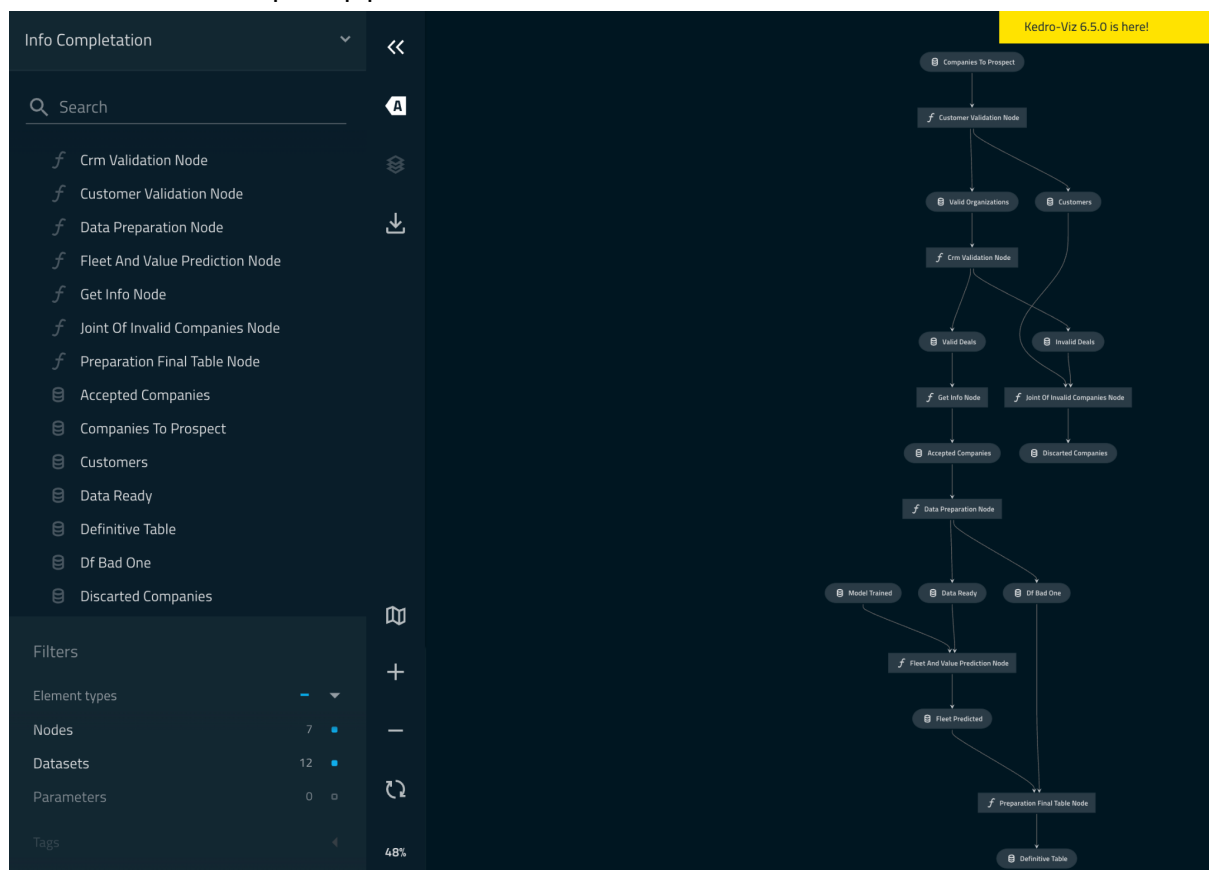 Info Completation
Search
Crm Validation Node
Customer Validation Node
Data Preparation Node
Fleet And Value Prediction Node
Get Info Node
Joint Of Invalid Companies Node
Preparation Final Table Node
Accepted Companies
Companies To Prospect
Customers
Data Ready
Definitive Table
Df Bad One
Discarted Companies
Filters
Element types
Nodes 7
Datasets 12
Parameters 0
Tags
A
48%
Kedro-Viz 6.5.0 is here!
Companies To Prospect
Customer Validation Node
Valid Organizations
Customers
Crm Validation Node
Valid Deals
Invalid Deals
Get Info Node
Joint Of Invalid Companies Node
Accepted Companies
Discarted Companies
Data Preparation Node
Model Trained
Data Ready
Df Bad One
Fleet And Value Prediction Node
Fleet Predicted
Preparation Final Table Node
Definitive Table